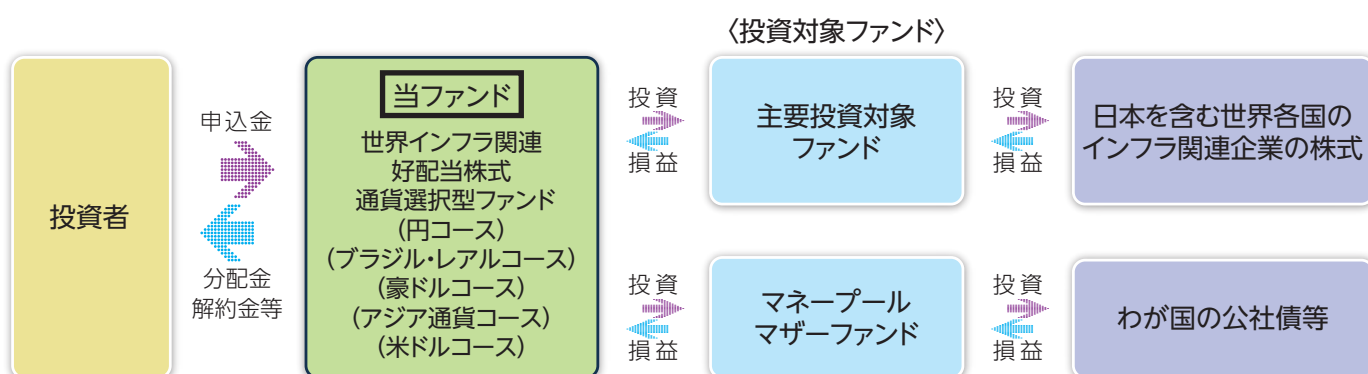 〈投資対象ファンド〉
投資者
申込金
分配金
解約金等
当ファンド
世界インフラ関連
好配当株式
通貨選択型ファンド
(円コース)
(ブラジル・レアルコース)
(豪ドルコース)
(アジア通貨コース)
(米ドルコース)
投資
損益
主要投資対象
ファンド
投資
損益
日本を含む世界各国の
インフラ関連企業の株式
投資
損益
マネープール
マザーファンド
投資
損益
わが国の公社債等